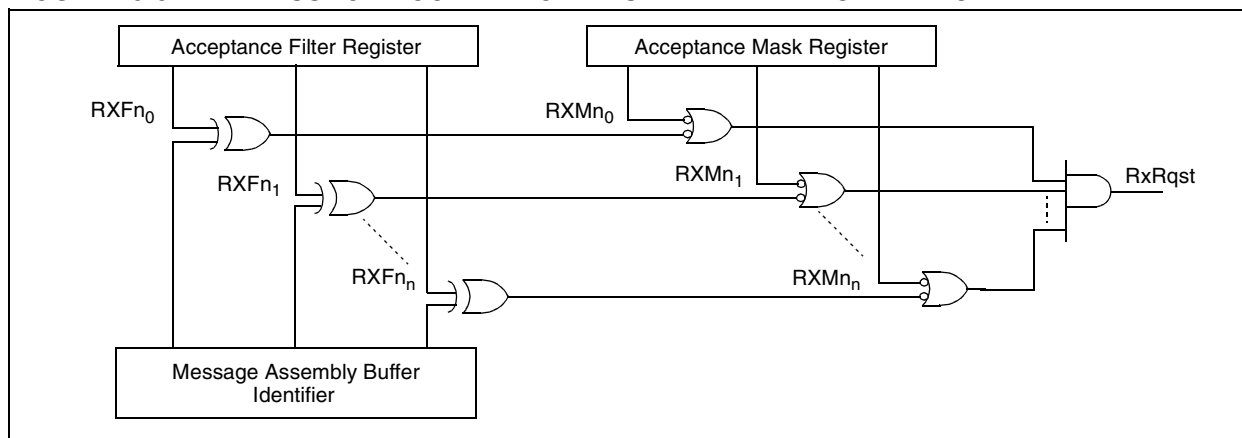 Acceptance Filter Register
Acceptance Mask Register
RXFn0
RXMn0
RXFn1
RXMn1
RxRqst
RXFnn
RXMnn
Message Assembly Buffer
Identifier